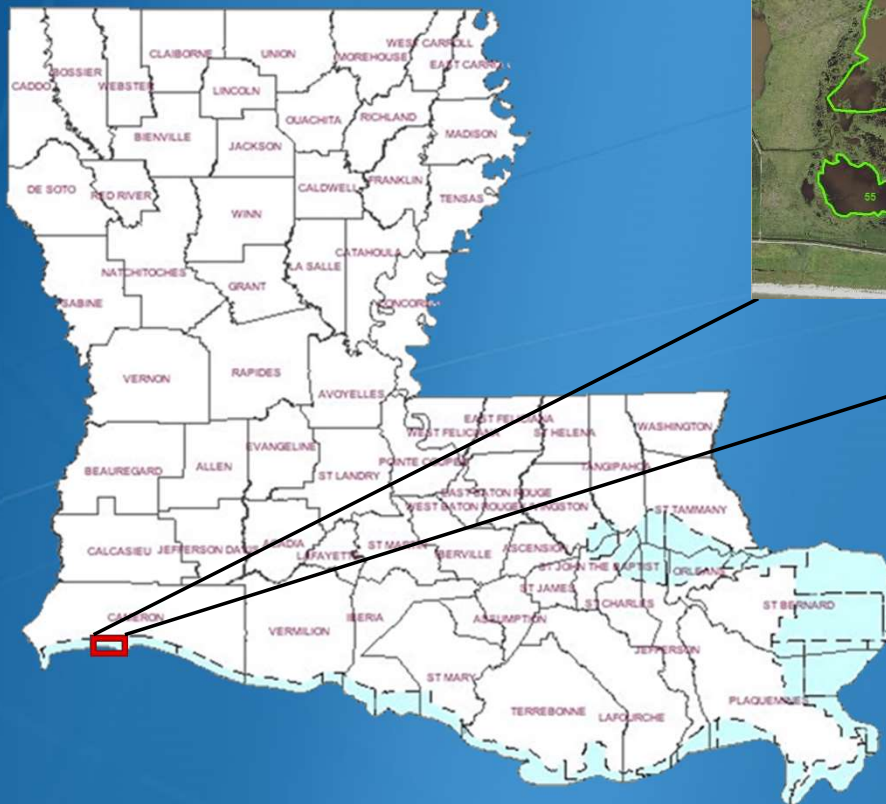 CLAIBORNE
UNION
MOREHOUSE
WEST CARROLL
EAST CARR
CADDO
BOSSIER
WEBSTER
LINCOLN
OUACHITA
RICHLAND
MADISON
BIENVILLE
JACKSON
DE SOTO
RED RIVER
CALDWELL
FRANKLIN
TENSAS
WINN
NATCHITOCHES
LA SALLE
CATAHOULA
GRANT
SABINE
CONCORD
VERNON
RAPIDES
AVOYELLES
EAST FELICIANA
WEST FELICIANA
ST HELENA
WASHINGTON
EVANGELINE
BEAUREGARD
ALLEN
ST LANDRY
POINTE COUPEE
TANGIPAHOA
EAST BATON ROUGE
WEST BATON ROUGE
LIVINGSTON
ST TAMMANY
CALCASIEU
JEFFERSON DAVIS
ACADIA
LAFAYETTE
ST MARTIN
IBERVILLE
ASCENSION
ST JOHN THE BAPTIST
ORLEANS
ST JAMES
ST CHARLES
ST BERNARD
CAMERON
VERMILION
IBERIA
ASSUMPTION
JEFFERSON
ST MARY
PLAQUEMINES
TERREBONNE
LAFOURCHE
55